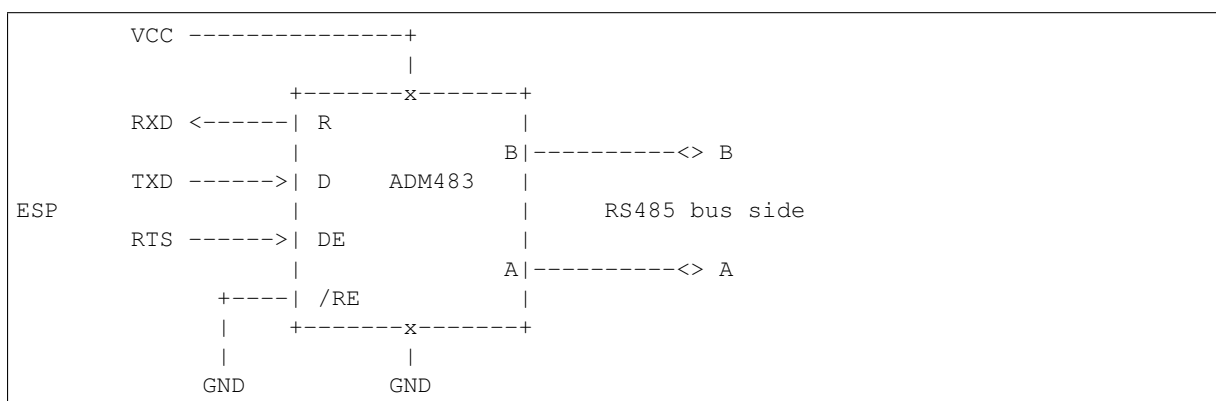 VCC ---------------+
|
+-------x-------+
RXD <------| R |
| B|----------<> B
TXD ------>| D ADM483 |
ESP | | RS485 bus side
RTS ------>| DE |
| A|----------<> A
+----| /RE |
| +-------x-------+
| |
GND GND